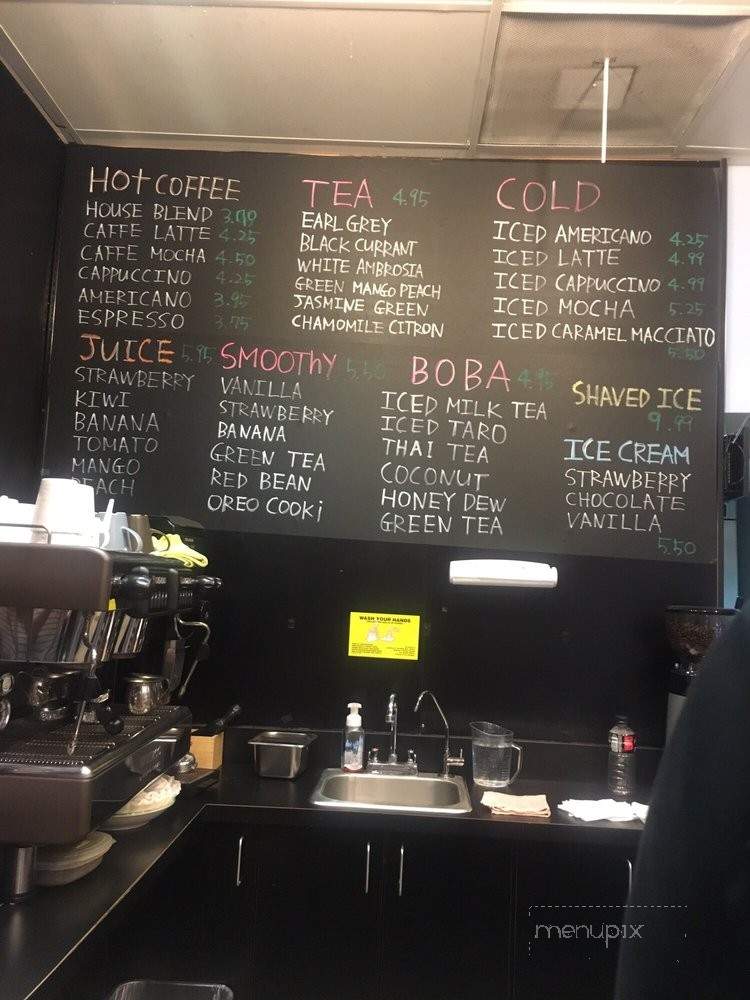 HOT COFFEE
HOUSE BLEND
CAFFE LATTE 4.25
CAFFE MOCHA 4.50
CAPPUCCINO 4.25
AMERICANO 3.95
ESPRESSO 3.75
TEA 4.95
EARL GREY
BLACK CURRANT
WHITE AMBROSIA
GREEN MANGO PEACH
JASMINE GREEN
CHAMOMILE CITRON
COLD
ICED AMERICANO 4.25
ICED LATTE 4.99
ICED CAPPUCCINO 4.99
ICED MOCHA 5.25
ICED CARAMEL MACCIATO
5.50
JUICE 5.95
STRAWBERRY
KIWI
BANANA
TOMATO
MANGO
PEACH
SMOOTHY 5.50
VANILLA
STRAWBERRY
BANANA
GREEN TEA
RED BEAN
OREO COOKi
BOBA 4.95
ICED MILK TEA
ICED TARO
THAI TEA
COCONUT
HONEY DEW
GREEN TEA
SHAVED ICE
9.99
ICE CREAM
STRAWBERRY
CHOCOLATE
VANILLA
5.50
WASH YOUR HANDS
menupix